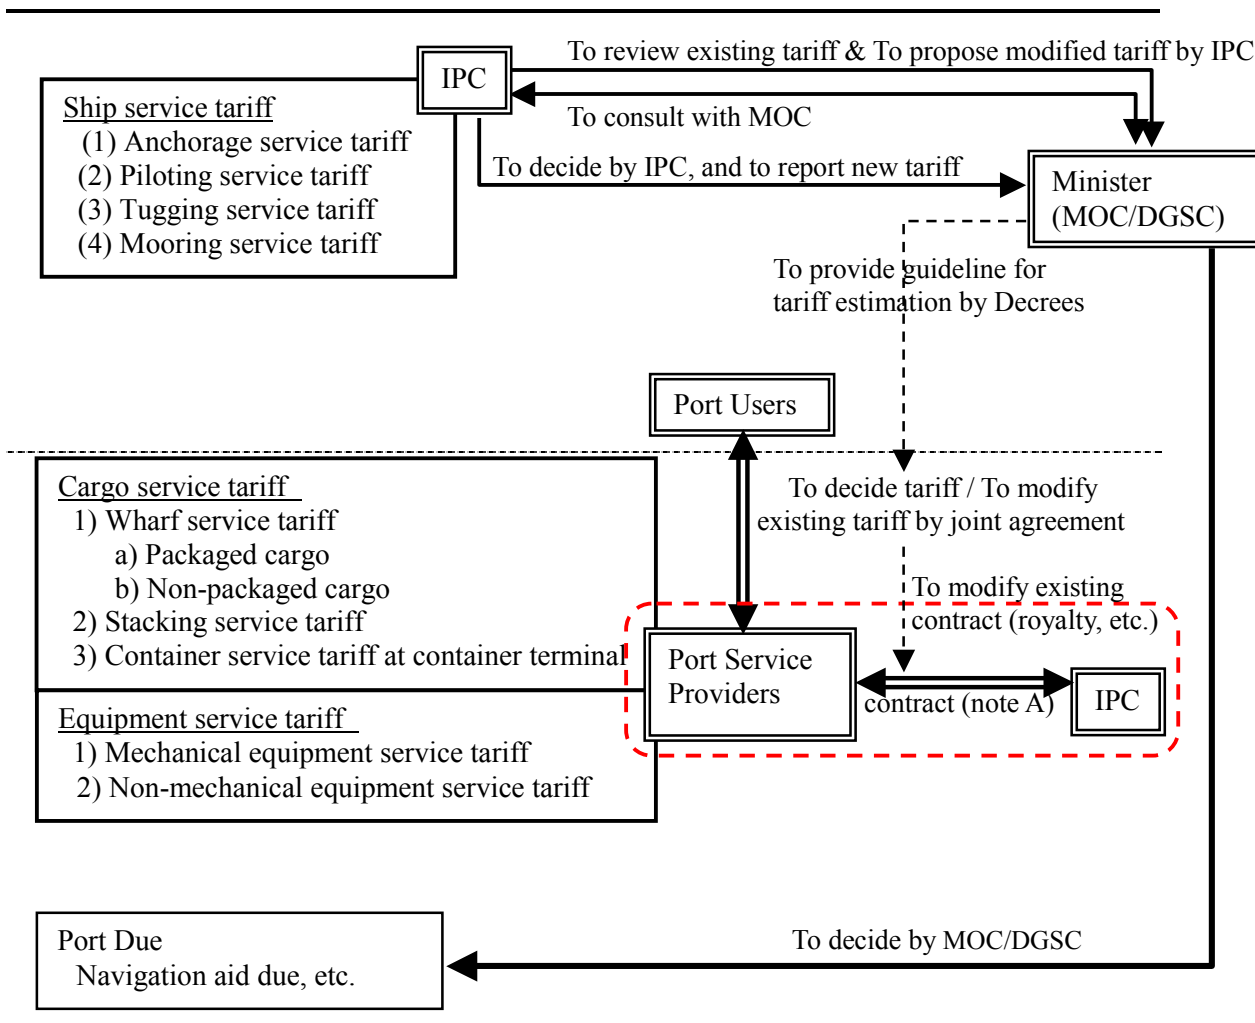 To review existing tariff & To propose modified tariff by IPC
IPC
To consult with MOC
Ship service tariff
(1) Anchorage service tariff
(2) Piloting service tariff
(3) Tugging service tariff
(4) Mooring service tariff
To decide by IPC, and to report new tariff
Minister
(MOC/DGSC)
To provide guideline for
tariff estimation by Decrees
Port Users
Cargo service tariff
1) Wharf service tariff
a) Packaged cargo
b) Non-packaged cargo
2) Stacking service tariff
3) Container service tariff at container terminal
To decide tariff / To modify
existing tariff by joint agreement
To modify existing
contract (royalty, etc.)
Port Service
Providers
contract (note A)
IPC
Equipment service tariff
1) Mechanical equipment service tariff
2) Non-mechanical equipment service tariff
Port Due
Navigation aid due, etc.
To decide by MOC/DGSC